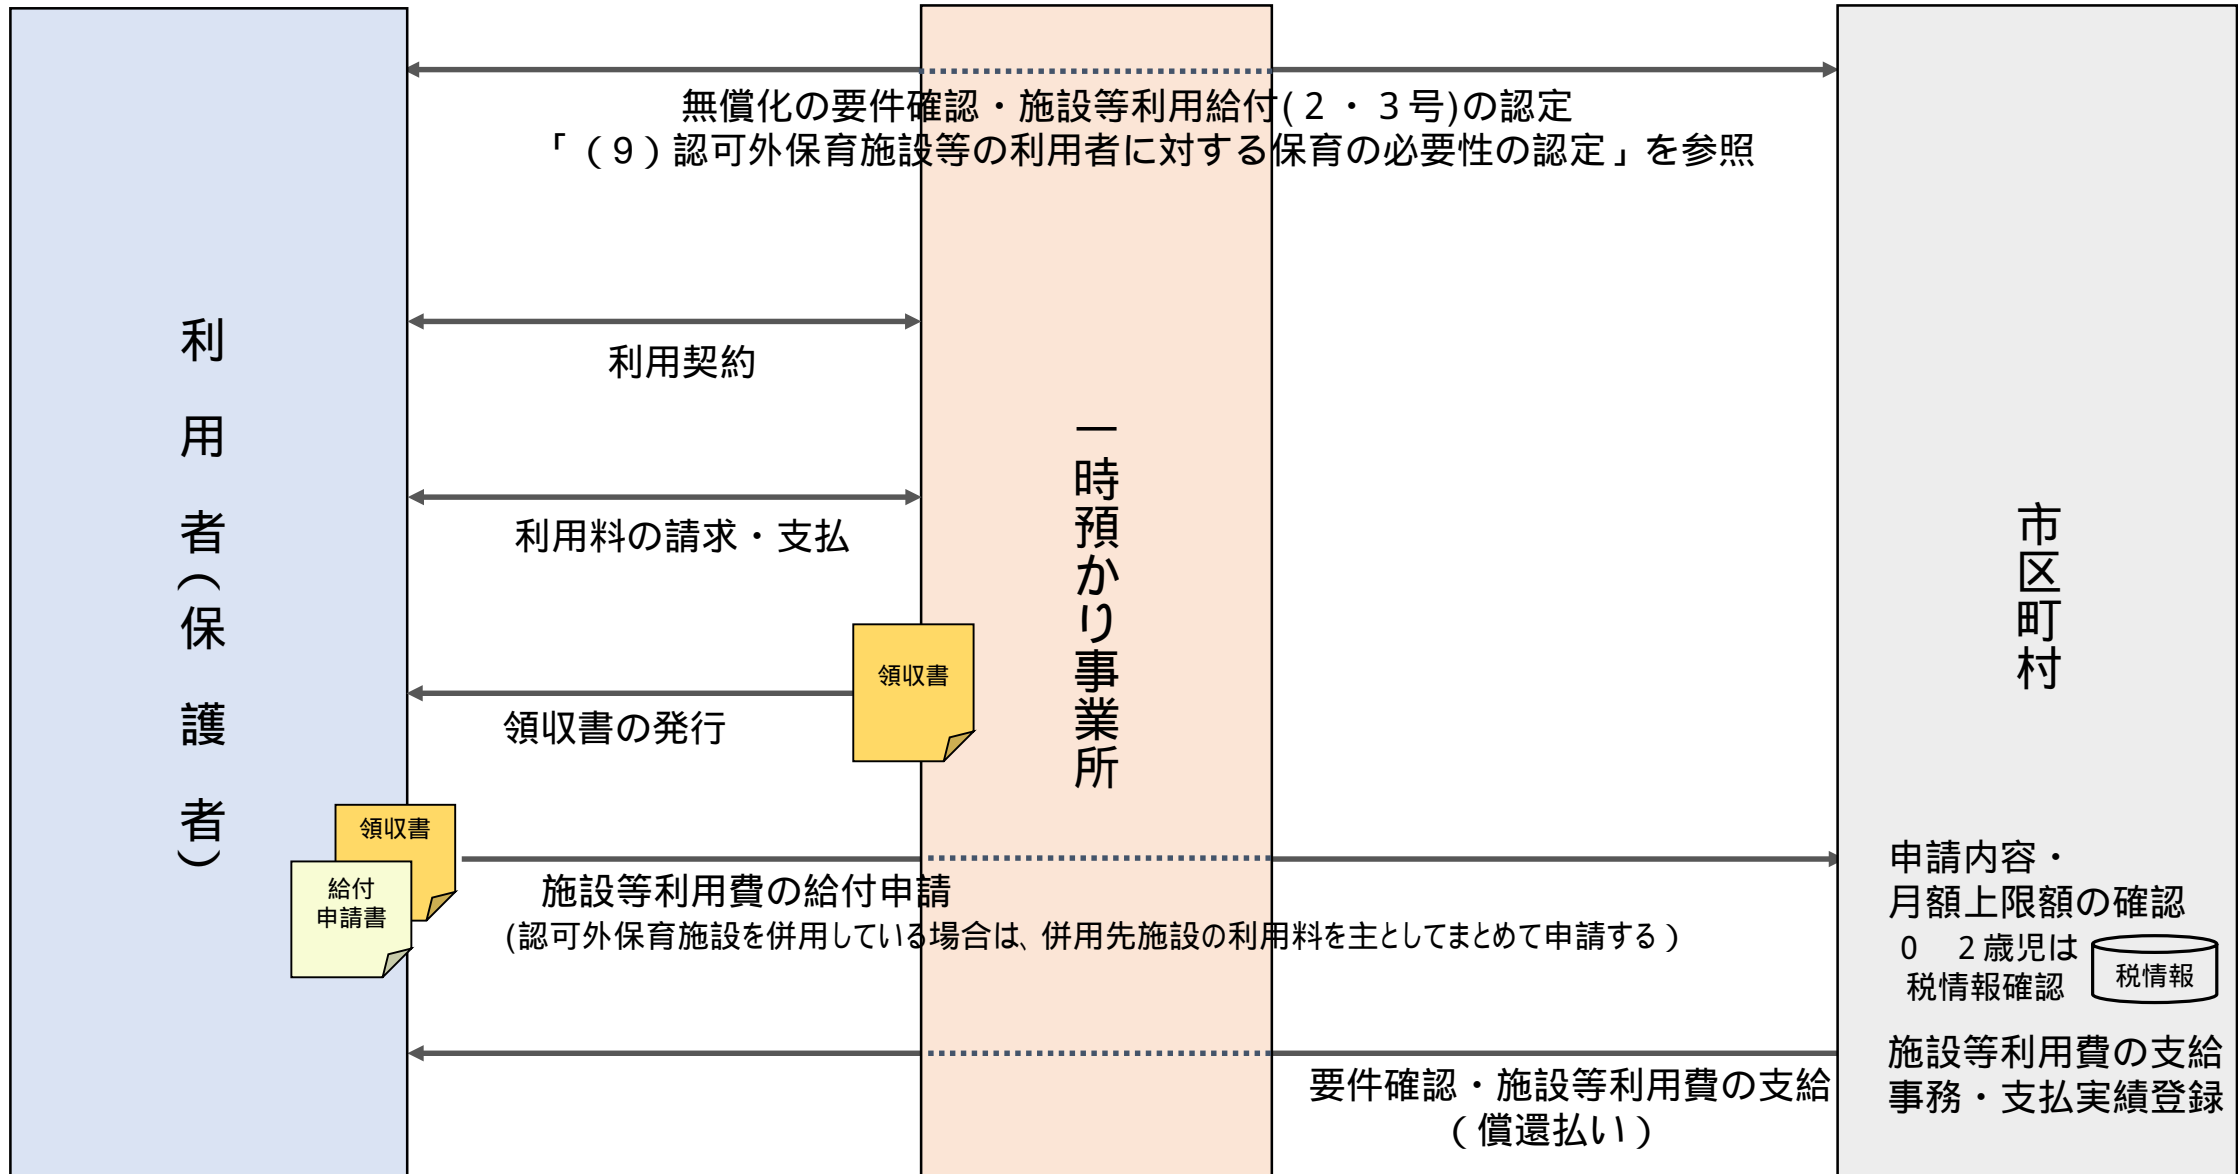 無償化の要件確認・施設等利用給付(２・３号)の認定
「（9）認可外保育施設等の利用者に対する保育の必要性の認定」を参照
利用者（保護者）
利用契約
一時預かり事業所
利用料の請求・支払
市区町村
領収書
領収書の発行
領収書
給付
申請書
施設等利用費の給付申請
(認可外保育施設を併用している場合は、併用先施設の利用料を主としてまとめて申請する）
申請内容・
月額上限額の確認
0　2歳児は
税情報確認
税情報
施設等利用費の支給
事務・支払実績登録
要件確認・施設等利用費の支給
（償還払い）